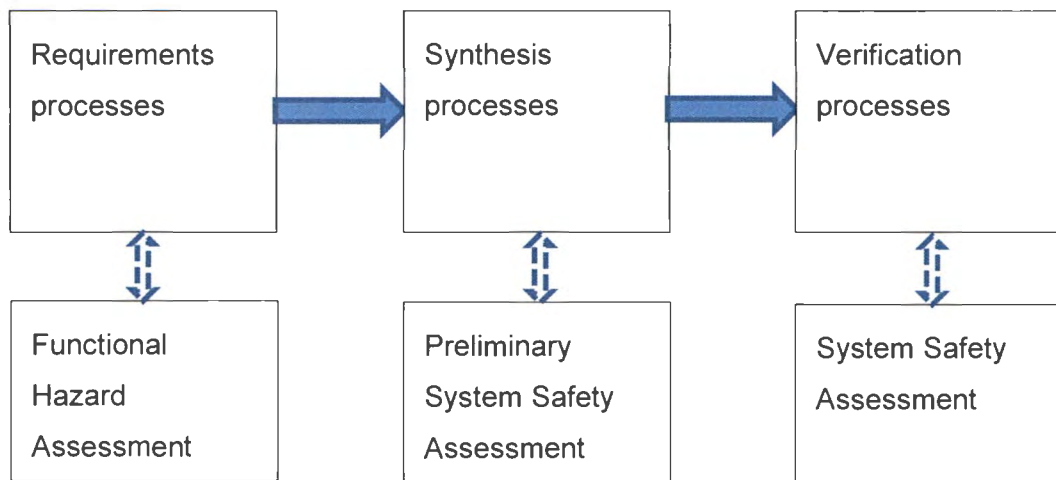 Requirements
processes
Synthesis
processes
Verification
processes
Functional
Hazard
Assessment
Preliminary
System Safety
Assessment
System Safety
Assessment